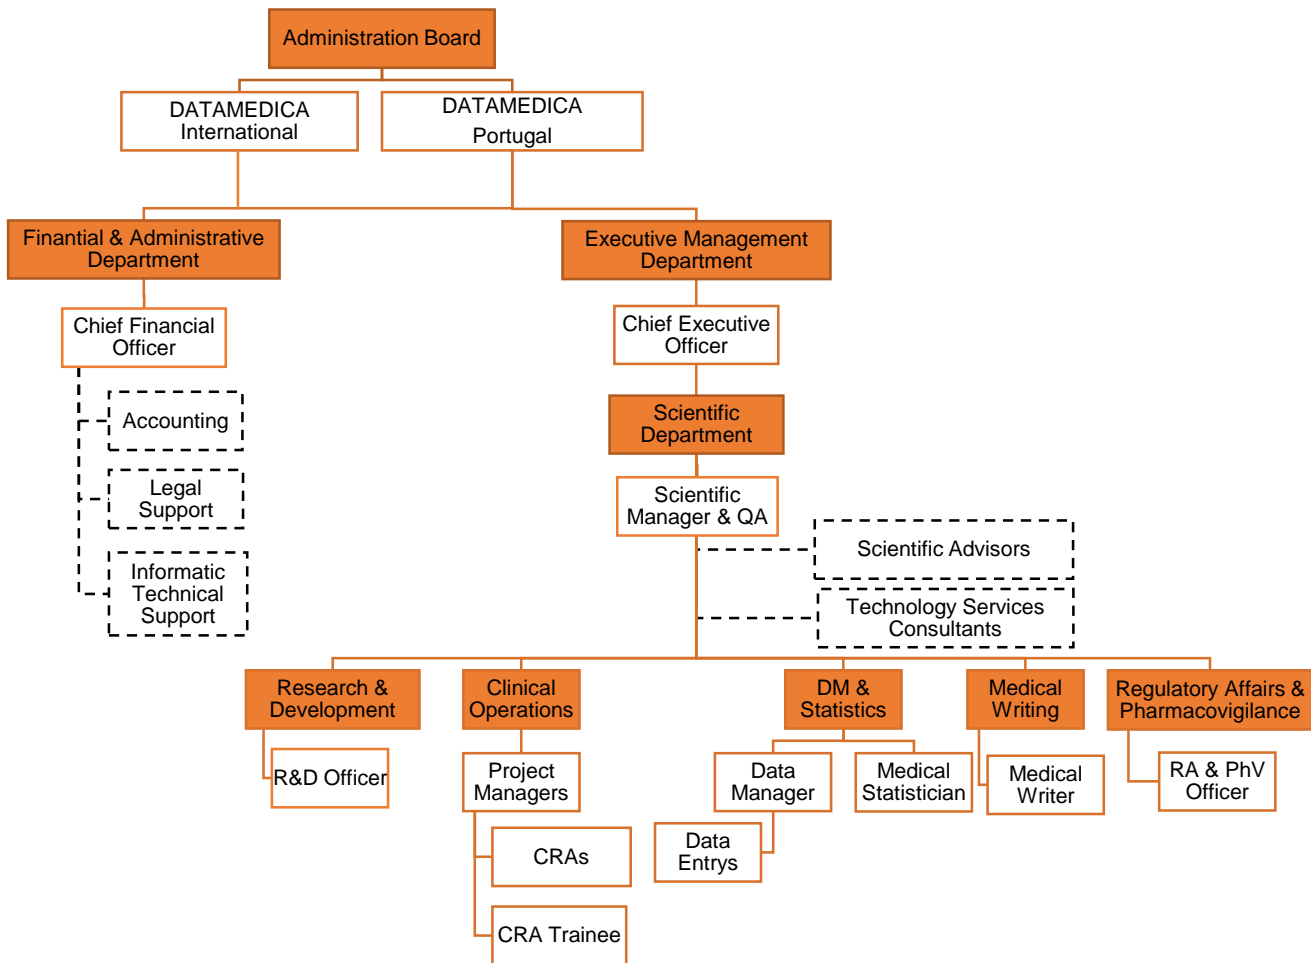 Administration Board
DATAMEDICA
International
DATAMEDICA
Portugal
Finantial & Administrative
Department
Executive Management
Department
Chief Financial
Officer
Chief Executive
Officer
Accounting
Scientific
Department
Legal
Support
Scientific
Manager & QA
Scientific Advisors
Informatic
Technical
Support
Technology Services
Consultants
Research &
Development
Clinical
Operations
DM &
Statistics
Medical
Writing
Regulatory Affairs &
Pharmacovigilance
R&D Officer
Project
Managers
Data
Manager
Medical
Statistician
Medical
Writer
RA & PhV
Officer
CRAs
Data
Entrys
CRA Trainee